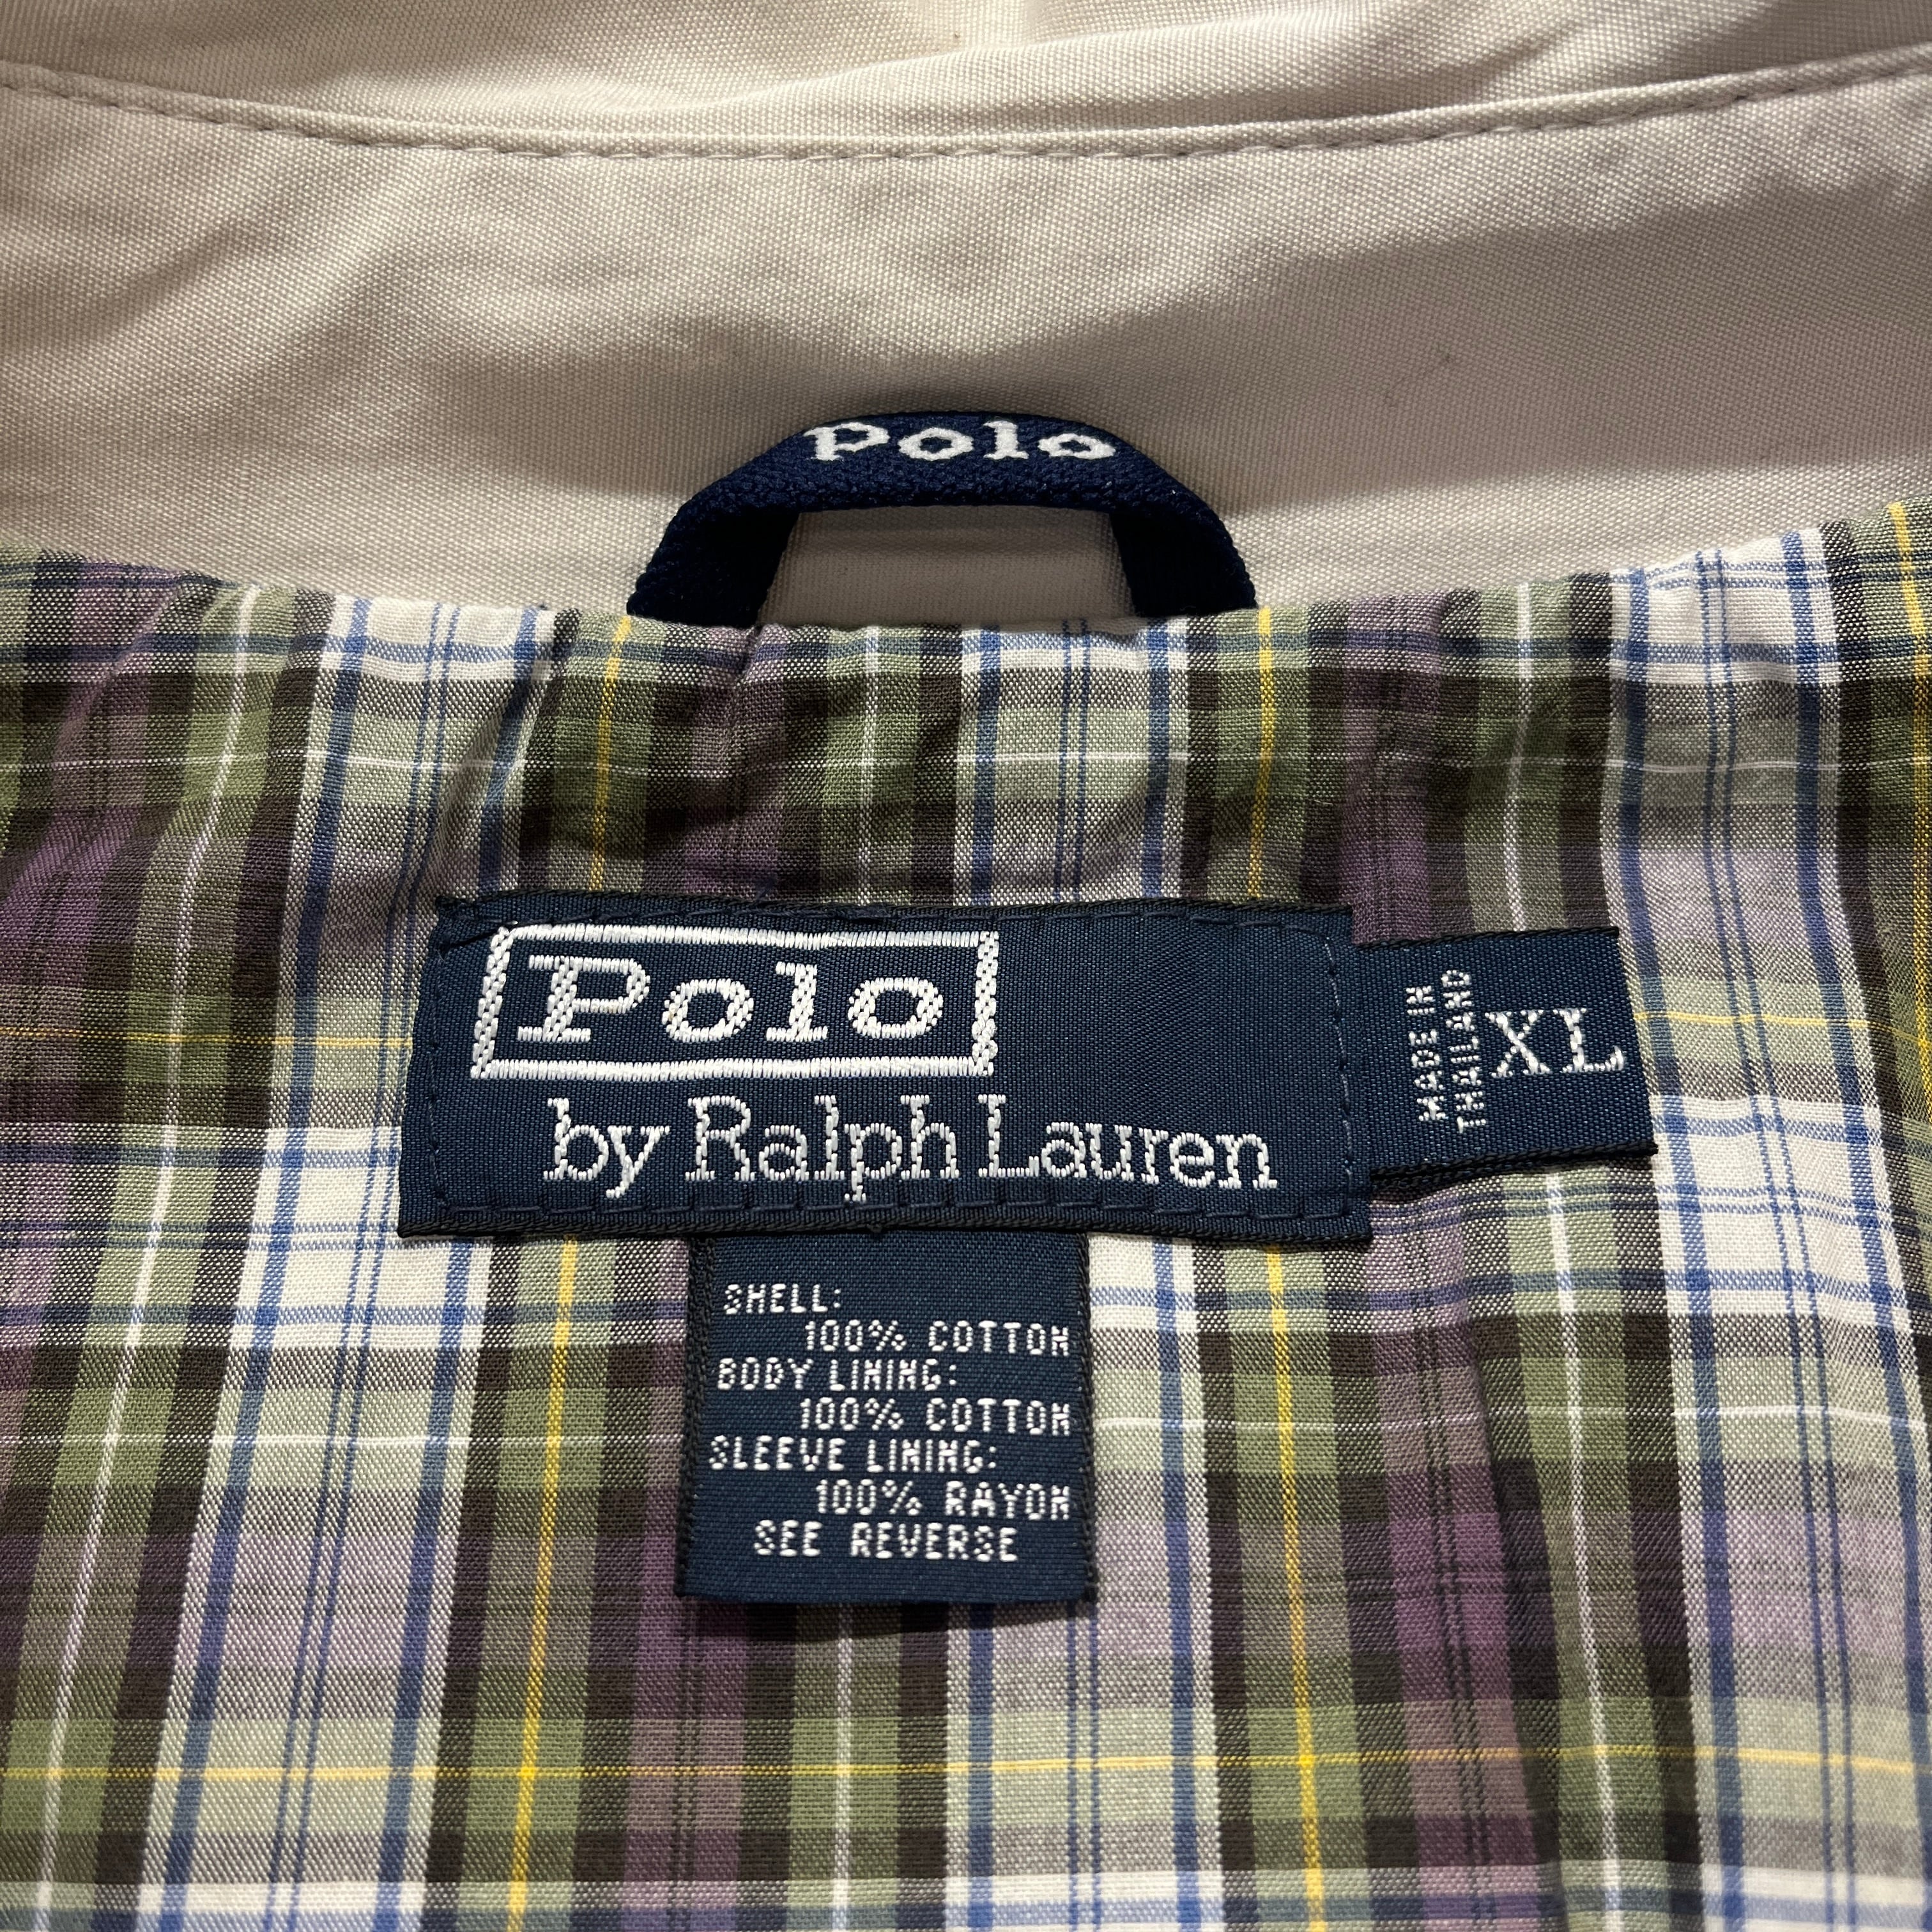 Polo
Polo
by Ralph Lauren
MADE IN
THAILAND
XL
SHELL:
100% COTTON
BODY LINING:
100% COTTON
SLEEVE LINING:
100% RAYON
SEE REVERSE